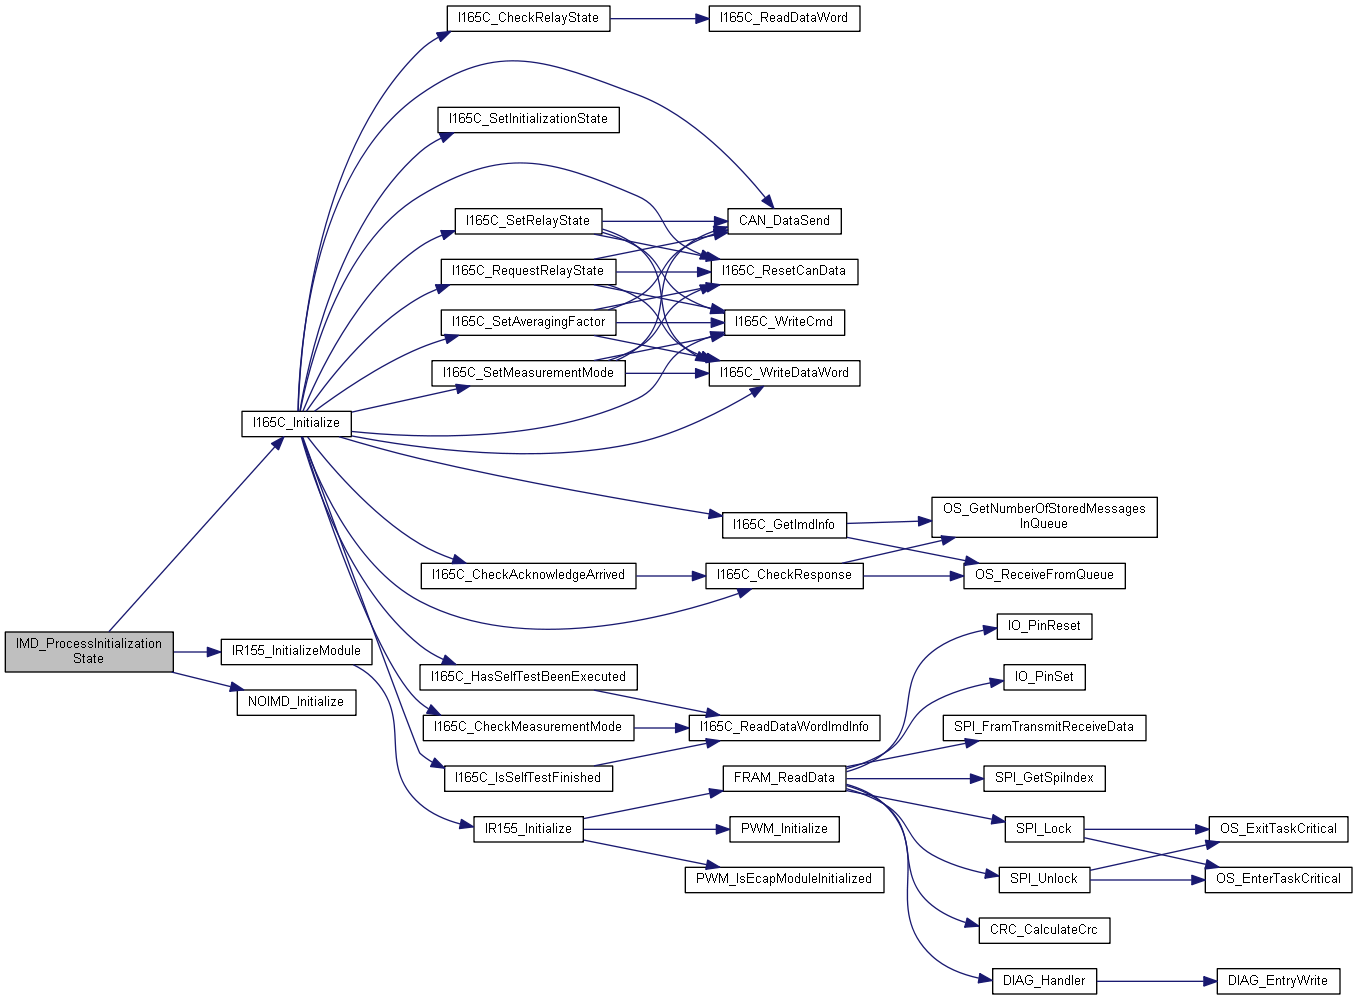 I165C_CheckRelayState
I165C_ReadDataWord
I165C_SetInitializationState
I165C_SetRelayState
CAN_DataSend
I165C_RequestRelayState
I165C_ResetCanData
I165C_SetAveragingFactor
I165C_WriteCmd
I165C_SetMeasurementMode
I165C_WriteDataWord
I165C_Initialize
I165C_GetImdInfo
OS_GetNumberOfStoredMessages
InQueue
I165C_CheckAcknowledgeArrived
I165C_CheckResponse
OS_ReceiveFromQueue
IMD_ProcessInitialization
State
IR155_InitializeModule
NOIMD_Initialize
I165C_HasSelfTestBeenExecuted
I165C_CheckMeasurementMode
I165C_ReadDataWordImdInfo
I165C_IsSelfTestFinished
IR155_Initialize
FRAM_ReadData
PWM_Initialize
PWM_IsEcapModuleInitialized
IO_PinReset
IO_PinSet
SPI_FramTransmitReceiveData
SPI_GetSpiIndex
SPI_Lock
OS_ExitTaskCritical
SPI_Unlock
OS_EnterTaskCritical
CRC_CalculateCrc
DIAG_Handler
DIAG_EntryWrite